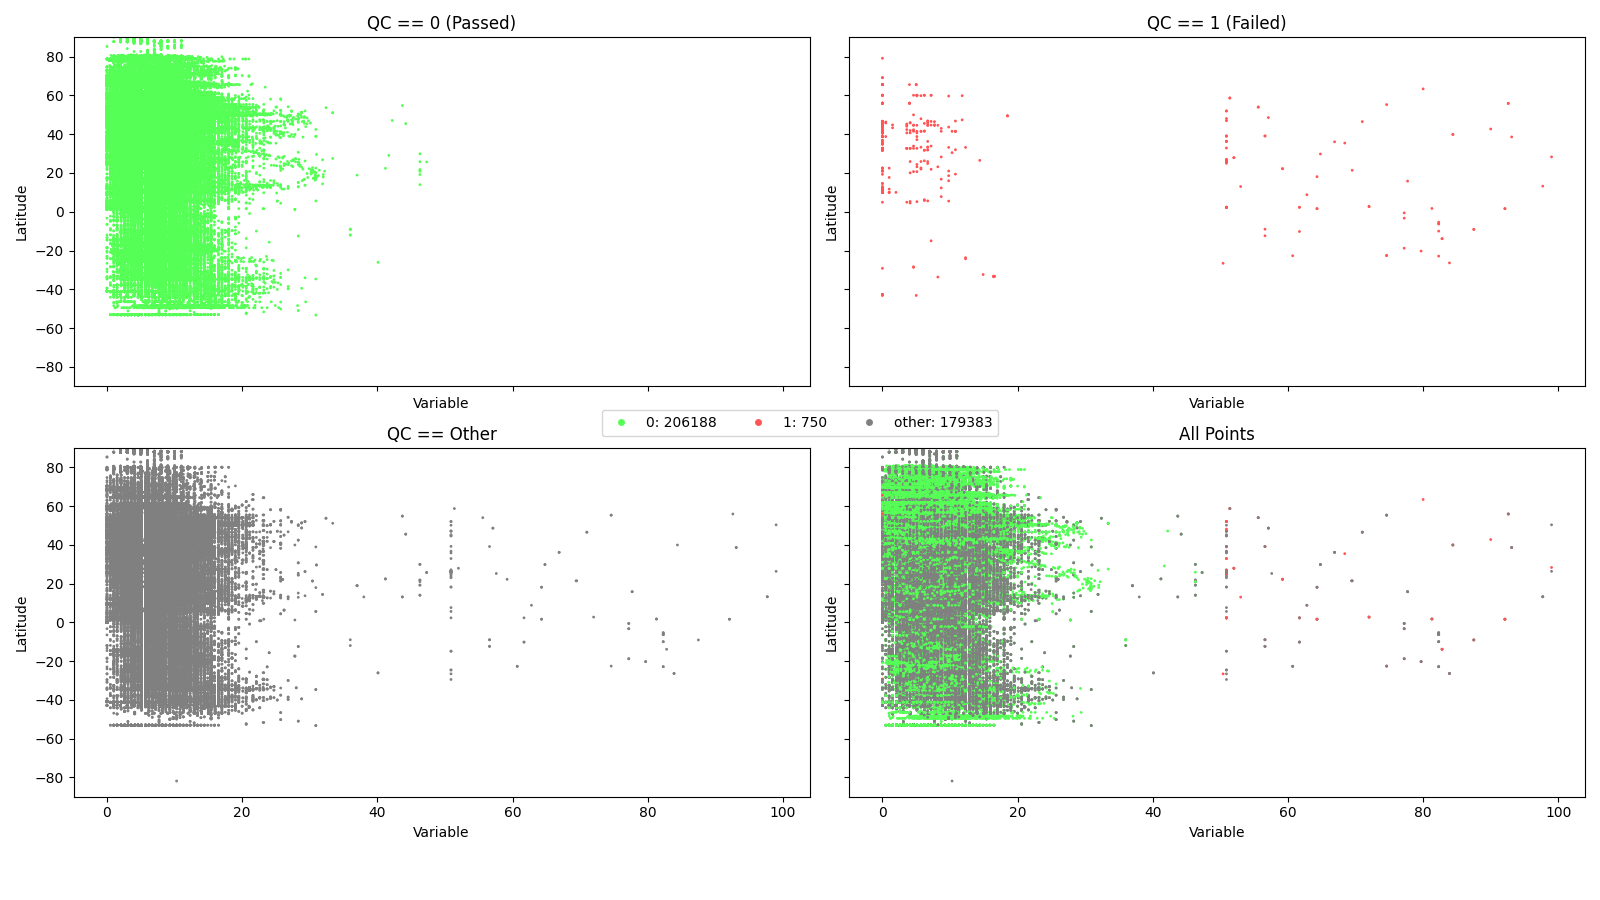 QC == 0 (Passed)
QC == 1 (Failed)
80
60
40
20
0
−20
−40
−60
−80
Latitude
Latitude
Variable
Variable
0: 206188
1: 750
other: 179383
QC == Other
All Points
80
60
40
20
0
−20
−40
−60
−80
Latitude
Latitude
0
20
40
60
80
100
0
20
40
60
80
100
Variable
Variable